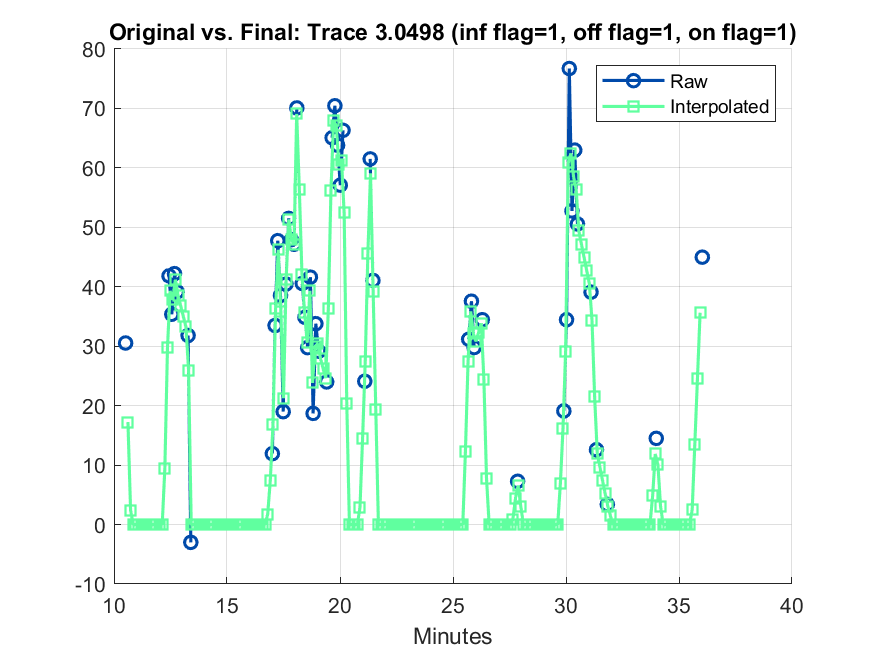 Original vs. Final: Trace 3.0498 (inf flag=1, off flag=1, on flag=1)
80
70
60
50
40
30
20
10
0
-10
Raw
Interpolated
10 15 20 25 30 35 40
Minutes